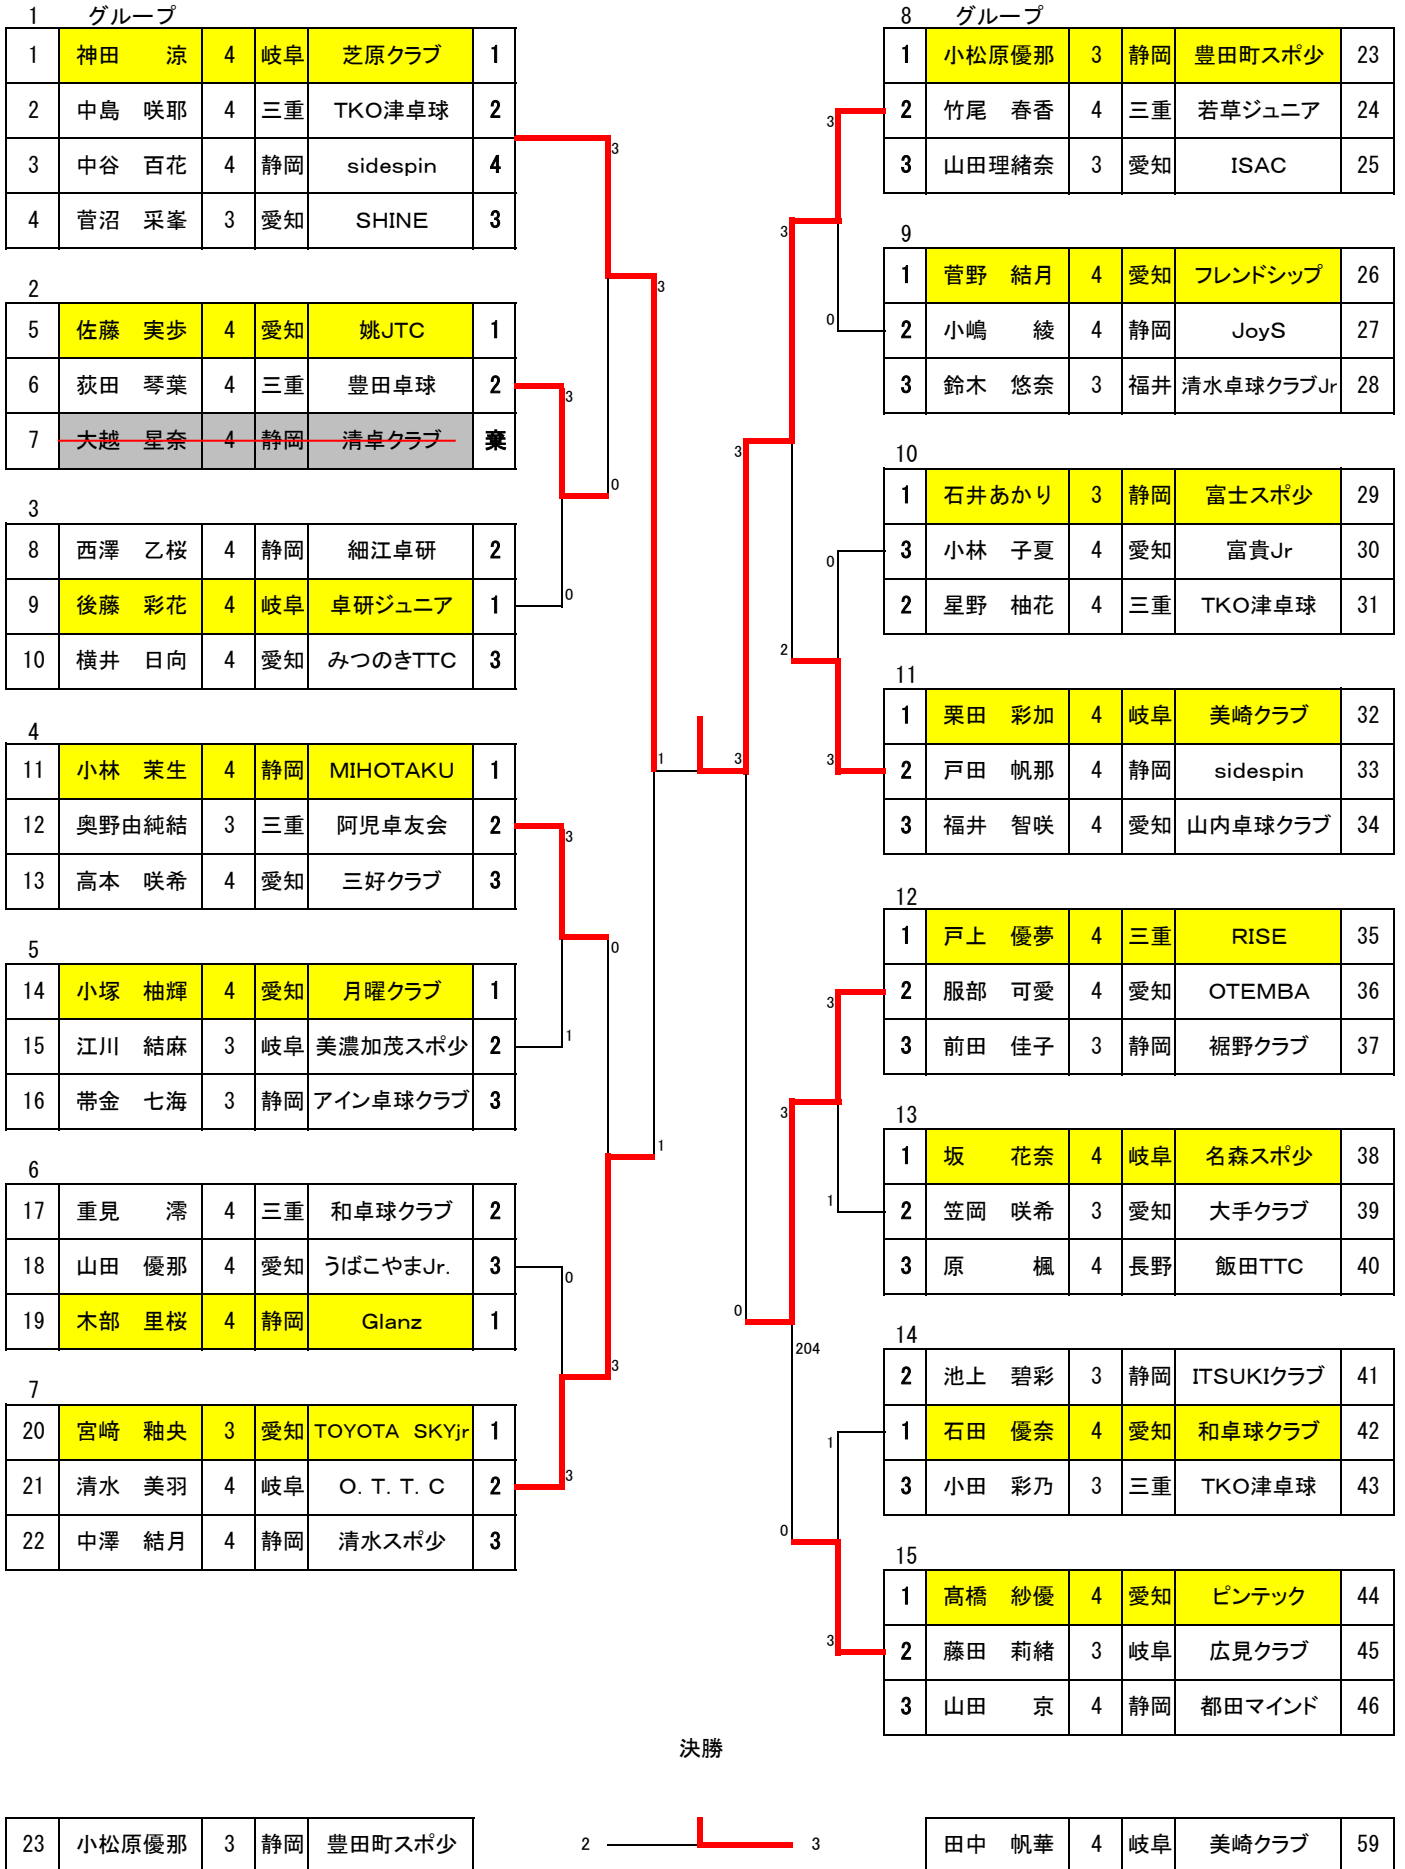 1 グループ
1 神田 涼 4 岐阜 芝原クラブ 1
2 中島 咲耶 4 三重 TKO津卓球 2
3 中谷 百花 4 静岡 sidespin 4
4 菅沼 采峯 3 愛知 SHINE 3
2
5 佐藤 実歩 4 愛知 姚JTC 1
6 荻田 琴葉 4 三重 豊田卓球 2
7 大越 星奈 4 静岡 清卓クラブ 棄
3
8 西澤 乙桜 4 静岡 細江卓研 2
9 後藤 彩花 4 岐阜 卓研ジュニア 1
10 横井 日向 4 愛知 みつのきTTC 3
4
11 小林 茉生 4 静岡 MIHOTAKU 1
12 奥野由純結 3 三重 阿児卓友会 2
13 高本 咲希 4 愛知 三好クラブ 3
5
14 小塚 柚輝 4 愛知 月曜クラブ 1
15 江川 結麻 3 岐阜 美濃加茂スポ少 2
16 帯金 七海 3 静岡 アイン卓球クラブ 3
6
17 重見 澪 4 三重 和卓球クラブ 2
18 山田 優那 4 愛知 うばこやまJr. 3
19 木部 里桜 4 静岡 Glanz 1
7
20 宮﨑 釉央 3 愛知 TOYOTA SKYjr 1
21 清水 美羽 4 岐阜 O. T. T. C 2
22 中澤 結月 4 静岡 清水スポ少 3
3
3
3
0
0
3
1
0
1
1
0
3
3
1
3
3
3
0
3
0
2
3
3
3
1
0
204
1
0
3
8 グループ
1 小松原優那 3 静岡 豊田町スポ少 23
2 竹尾 春香 4 三重 若草ジュニア 24
3 山田理緒奈 3 愛知 ISAC 25
9
1 菅野 結月 4 愛知 フレンドシップ 26
2 小嶋 綾 4 静岡 JoyS 27
3 鈴木 悠奈 3 福井 清水卓球クラブJr 28
10
1 石井あかり 3 静岡 富士スポ少 29
3 小林 子夏 4 愛知 富貴Jr 30
2 星野 柚花 4 三重 TKO津卓球 31
11
1 栗田 彩加 4 岐阜 美崎クラブ 32
2 戸田 帆那 4 静岡 sidespin 33
3 福井 智咲 4 愛知 山内卓球クラブ 34
12
1 戸上 優夢 4 三重 RISE 35
2 服部 可愛 4 愛知 OTEMBA 36
3 前田 佳子 3 静岡 裾野クラブ 37
13
1 坂 花奈 4 岐阜 名森スポ少 38
2 笠岡 咲希 3 愛知 大手クラブ 39
3 原 楓 4 長野 飯田TTC 40
14
2 池上 碧彩 3 静岡 ITSUKIクラブ 41
1 石田 優奈 4 愛知 和卓球クラブ 42
3 小田 彩乃 3 三重 TKO津卓球 43
15
1 髙橋 紗優 4 愛知 ピンテック 44
2 藤田 莉緒 3 岐阜 広見クラブ 45
3 山田 京 4 静岡 都田マインド 46
決勝
23 小松原優那 3 静岡 豊田町スポ少 2 3 田中 帆華 4 岐阜 美崎クラブ 59